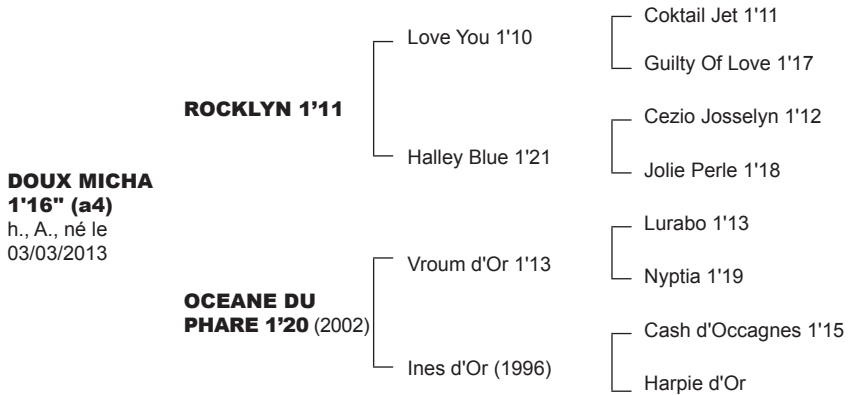 Coktail Jet 1'11
Love You 1'10
Guilty Of Love 1'17
ROCKLYN 1’11
Cezio Josselyn 1'12
Halley Blue 1'21
Jolie Perle 1'18
DOUX MICHA
1'16" (a4)
h., A., né le
03/03/2013
Lurabo 1'13
Vroum d'Or 1'13
Nyptia 1'19
OCEANE DU
PHARE 1’20 (2002)
Cash d'Occagnes 1'15
Ines d'Or (1996)
Harpie d'Or